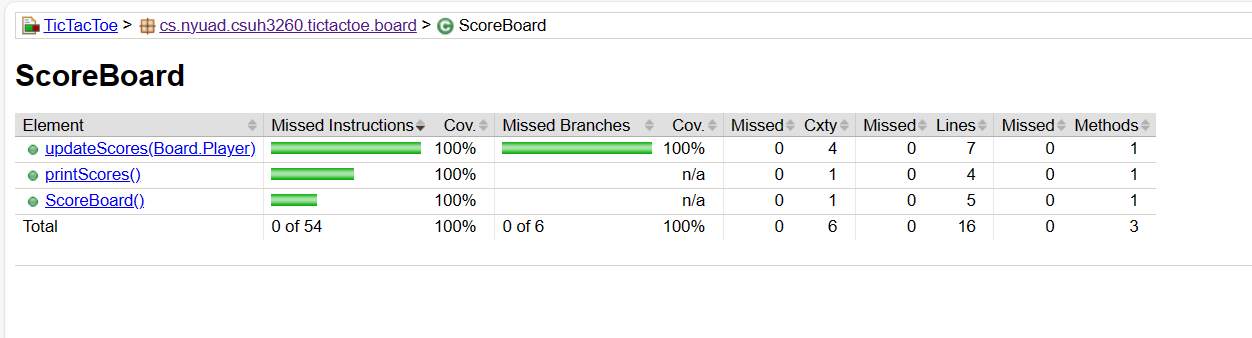 TicTacToe > cs.nyuad.csuh3260.tictactoe.board > ScoreBoard
ScoreBoard
Element Missed Instructions Cov. Missed Branches Cov. Missed Cxty Missed Lines Missed Methods
updateScores(Board.Player) 100% 100% 0 4 0 7 0 1
printScores() 100% n/a 0 1 0 4 0 1
ScoreBoard() 100% n/a 0 1 0 5 0 1
Total 0 of 54 100% 0 of 6 100% 0 6 0 16 0 3